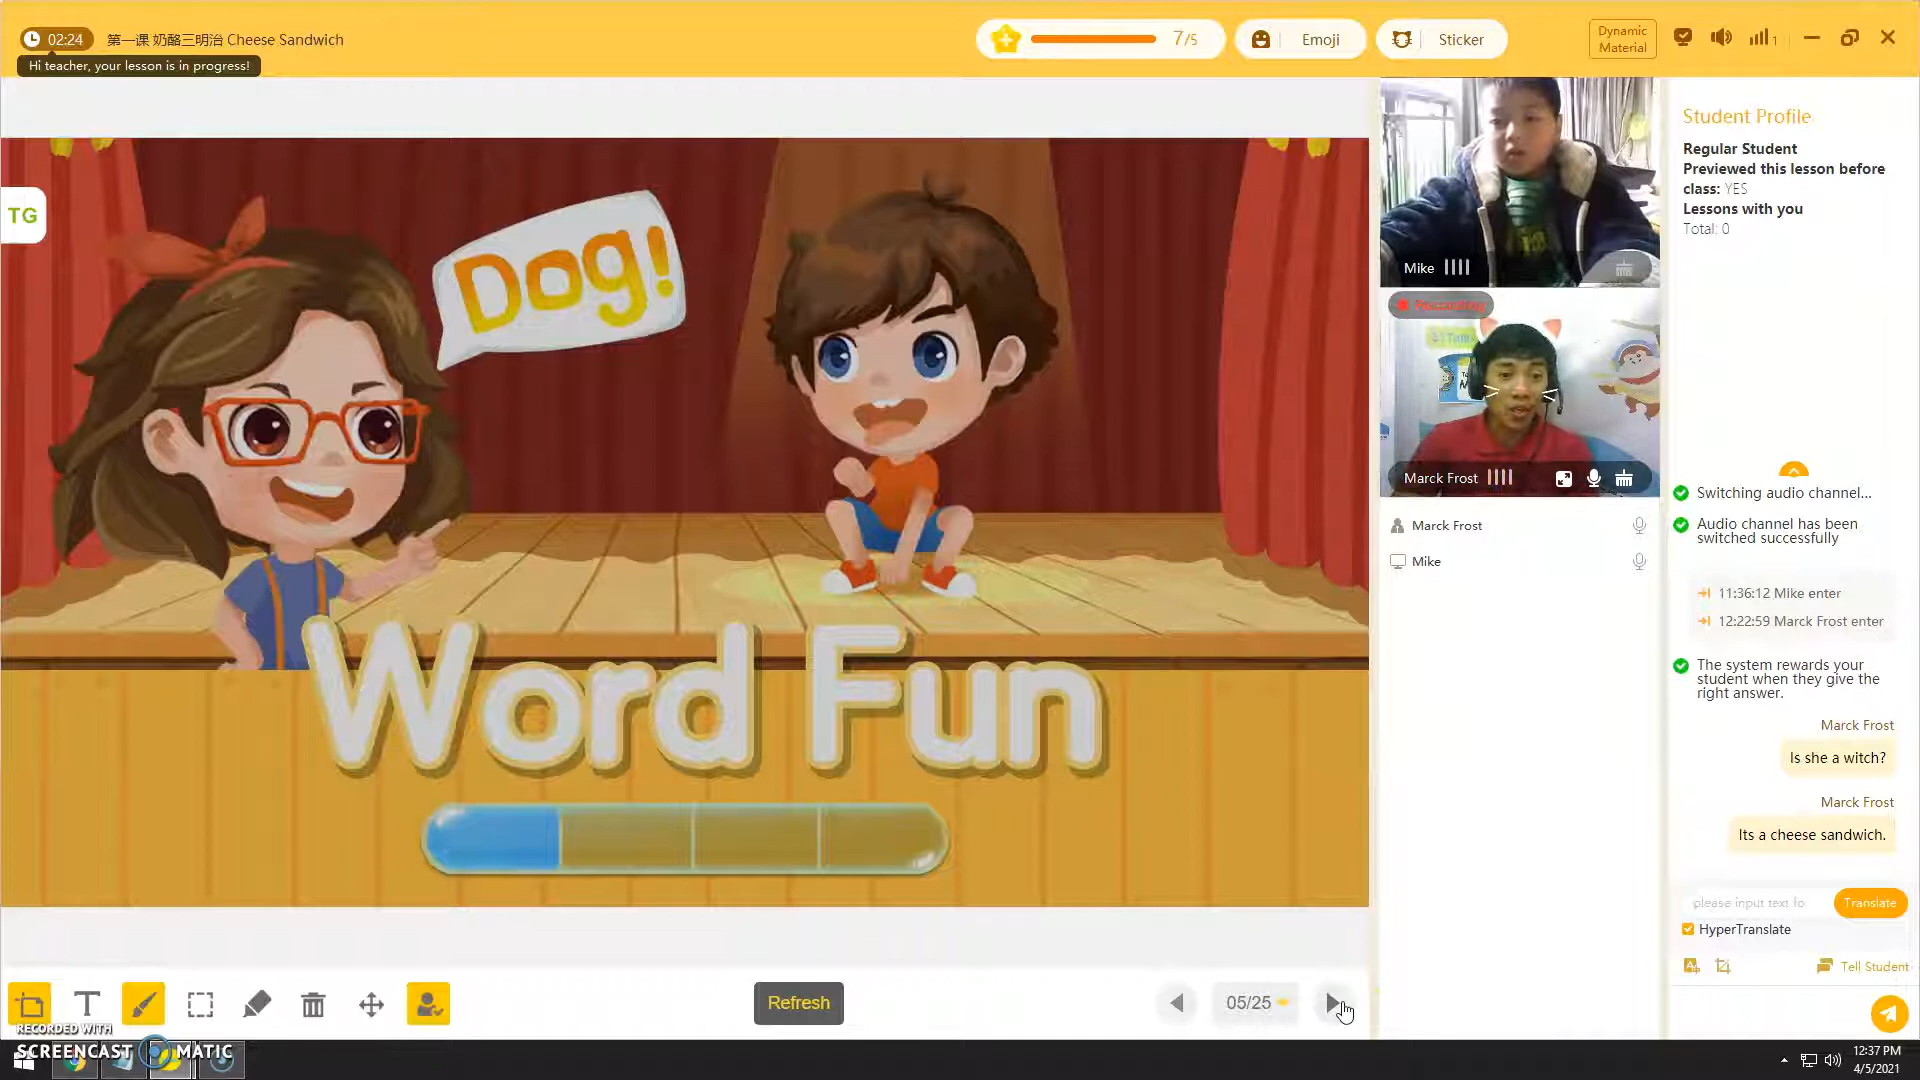 02:24
第一课 奶酪三明治 Cheese Sandwich
Hi teacher, your lesson is in progress!
7/5
Emoji
Sticker
Dynamic
Material
1
TG
Dog!
Word Fun
Mike
Recording
Marck Frost
Marck Frost
Mike
Student Profile
Regular Student
Previewed this lesson before
class: YES
Lessons with you
Total: 0
Switching audio channel...
Audio channel has been
switched successfully
11:36:12 Mike enter
12:22:59 Marck Frost enter
The system rewards your
student when they give the
right answer.
Marck Frost
Is she a witch?
Marck Frost
Its a cheese sandwich.
please input text fo
Translate
HyperTranslate
Tell Student
T
Refresh
05/25
RECORDED WITH
SCREENCAST MATIC
12:37 PM
4/5/2021